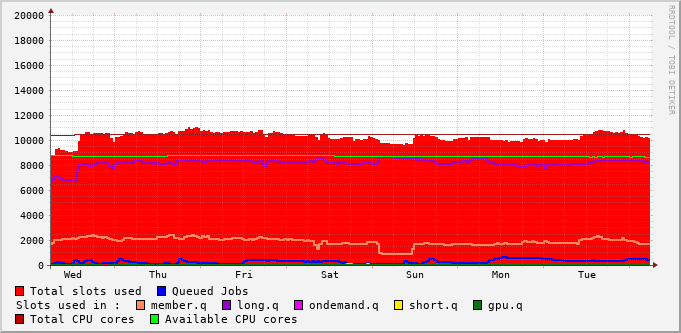 20000
18000
16000
14000
12000
10000
8000
6000
4000
2000
0
Wed Thu Fri Sat Sun Mon Tue
Total slots used Queued Jobs
Slots used in : member.q long.q ondemand.q short.q gpu.q
Total CPU cores Available CPU cores
RRDTOOL / TOBI OETIKER